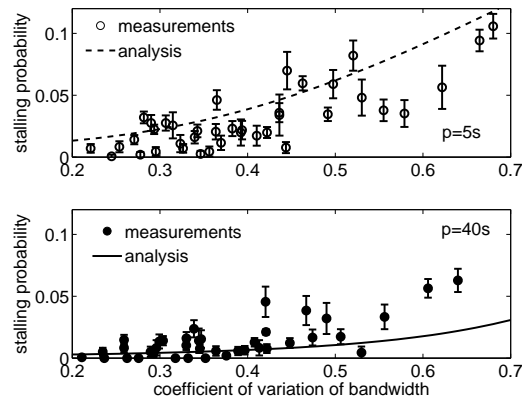 0.1
0.05
0
stalling probability
measurements
analysis
p=5s
0.2 0.3 0.4 0.5 0.6 0.7
0.1
0.05
0
stalling probability
measurements
analysis
p=40s
0.2 0.3 0.4 0.5 0.6 0.7
coefficient of variation of bandwidth